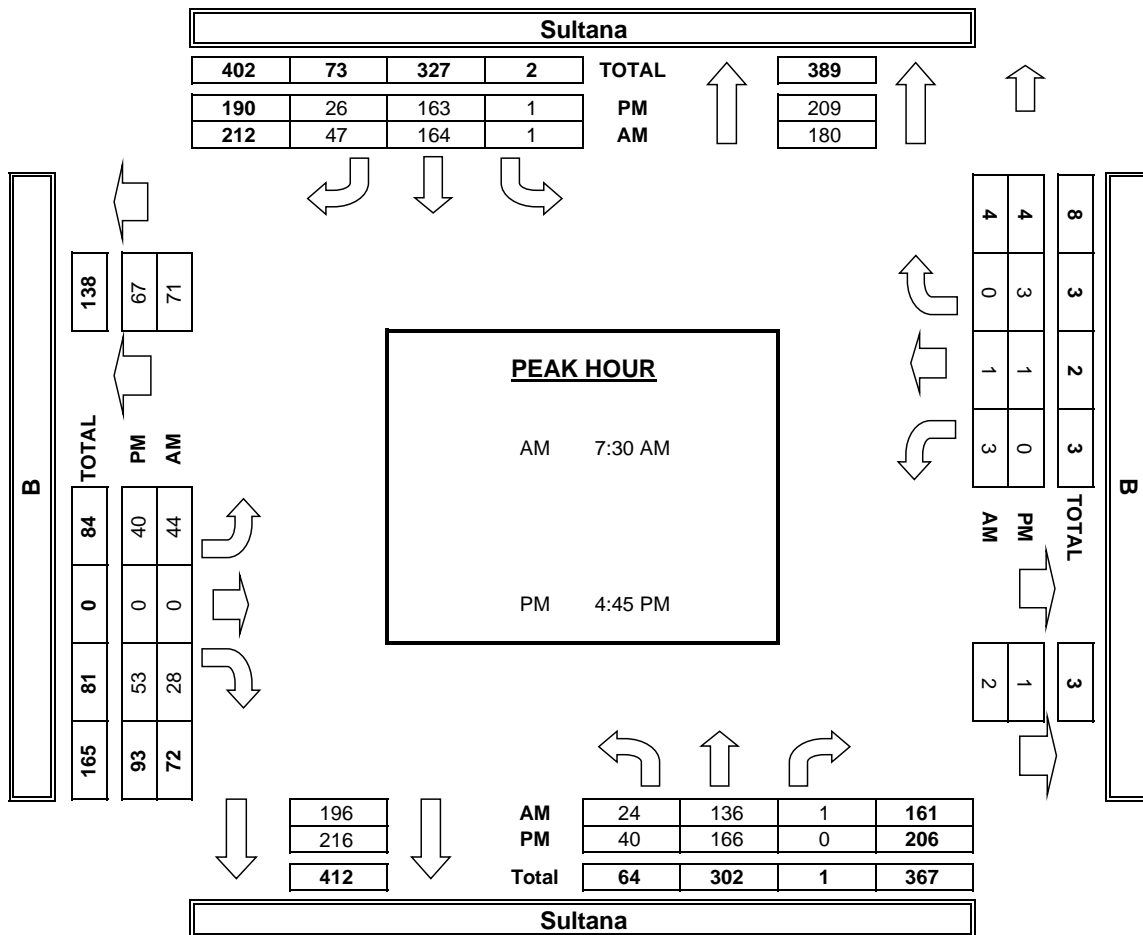 Sultana
402 73 327 2 TOTAL 389
190 26 163 1 PM 209
212 47 164 1 AM 180
B
138 67 71
TOTAL PM AM
84 40 44
0 0 0
81 53 28
165 93 72
PEAK HOUR
AM 7:30 AM
PM 4:45 PM
4 4 8
0 3 3
1 1 2
3 0 3
AM PM TOTAL
2 1 3
B
196 AM 24 136 1 161
216 PM 40 166 0 206
412 Total 64 302 1 367
Sultana